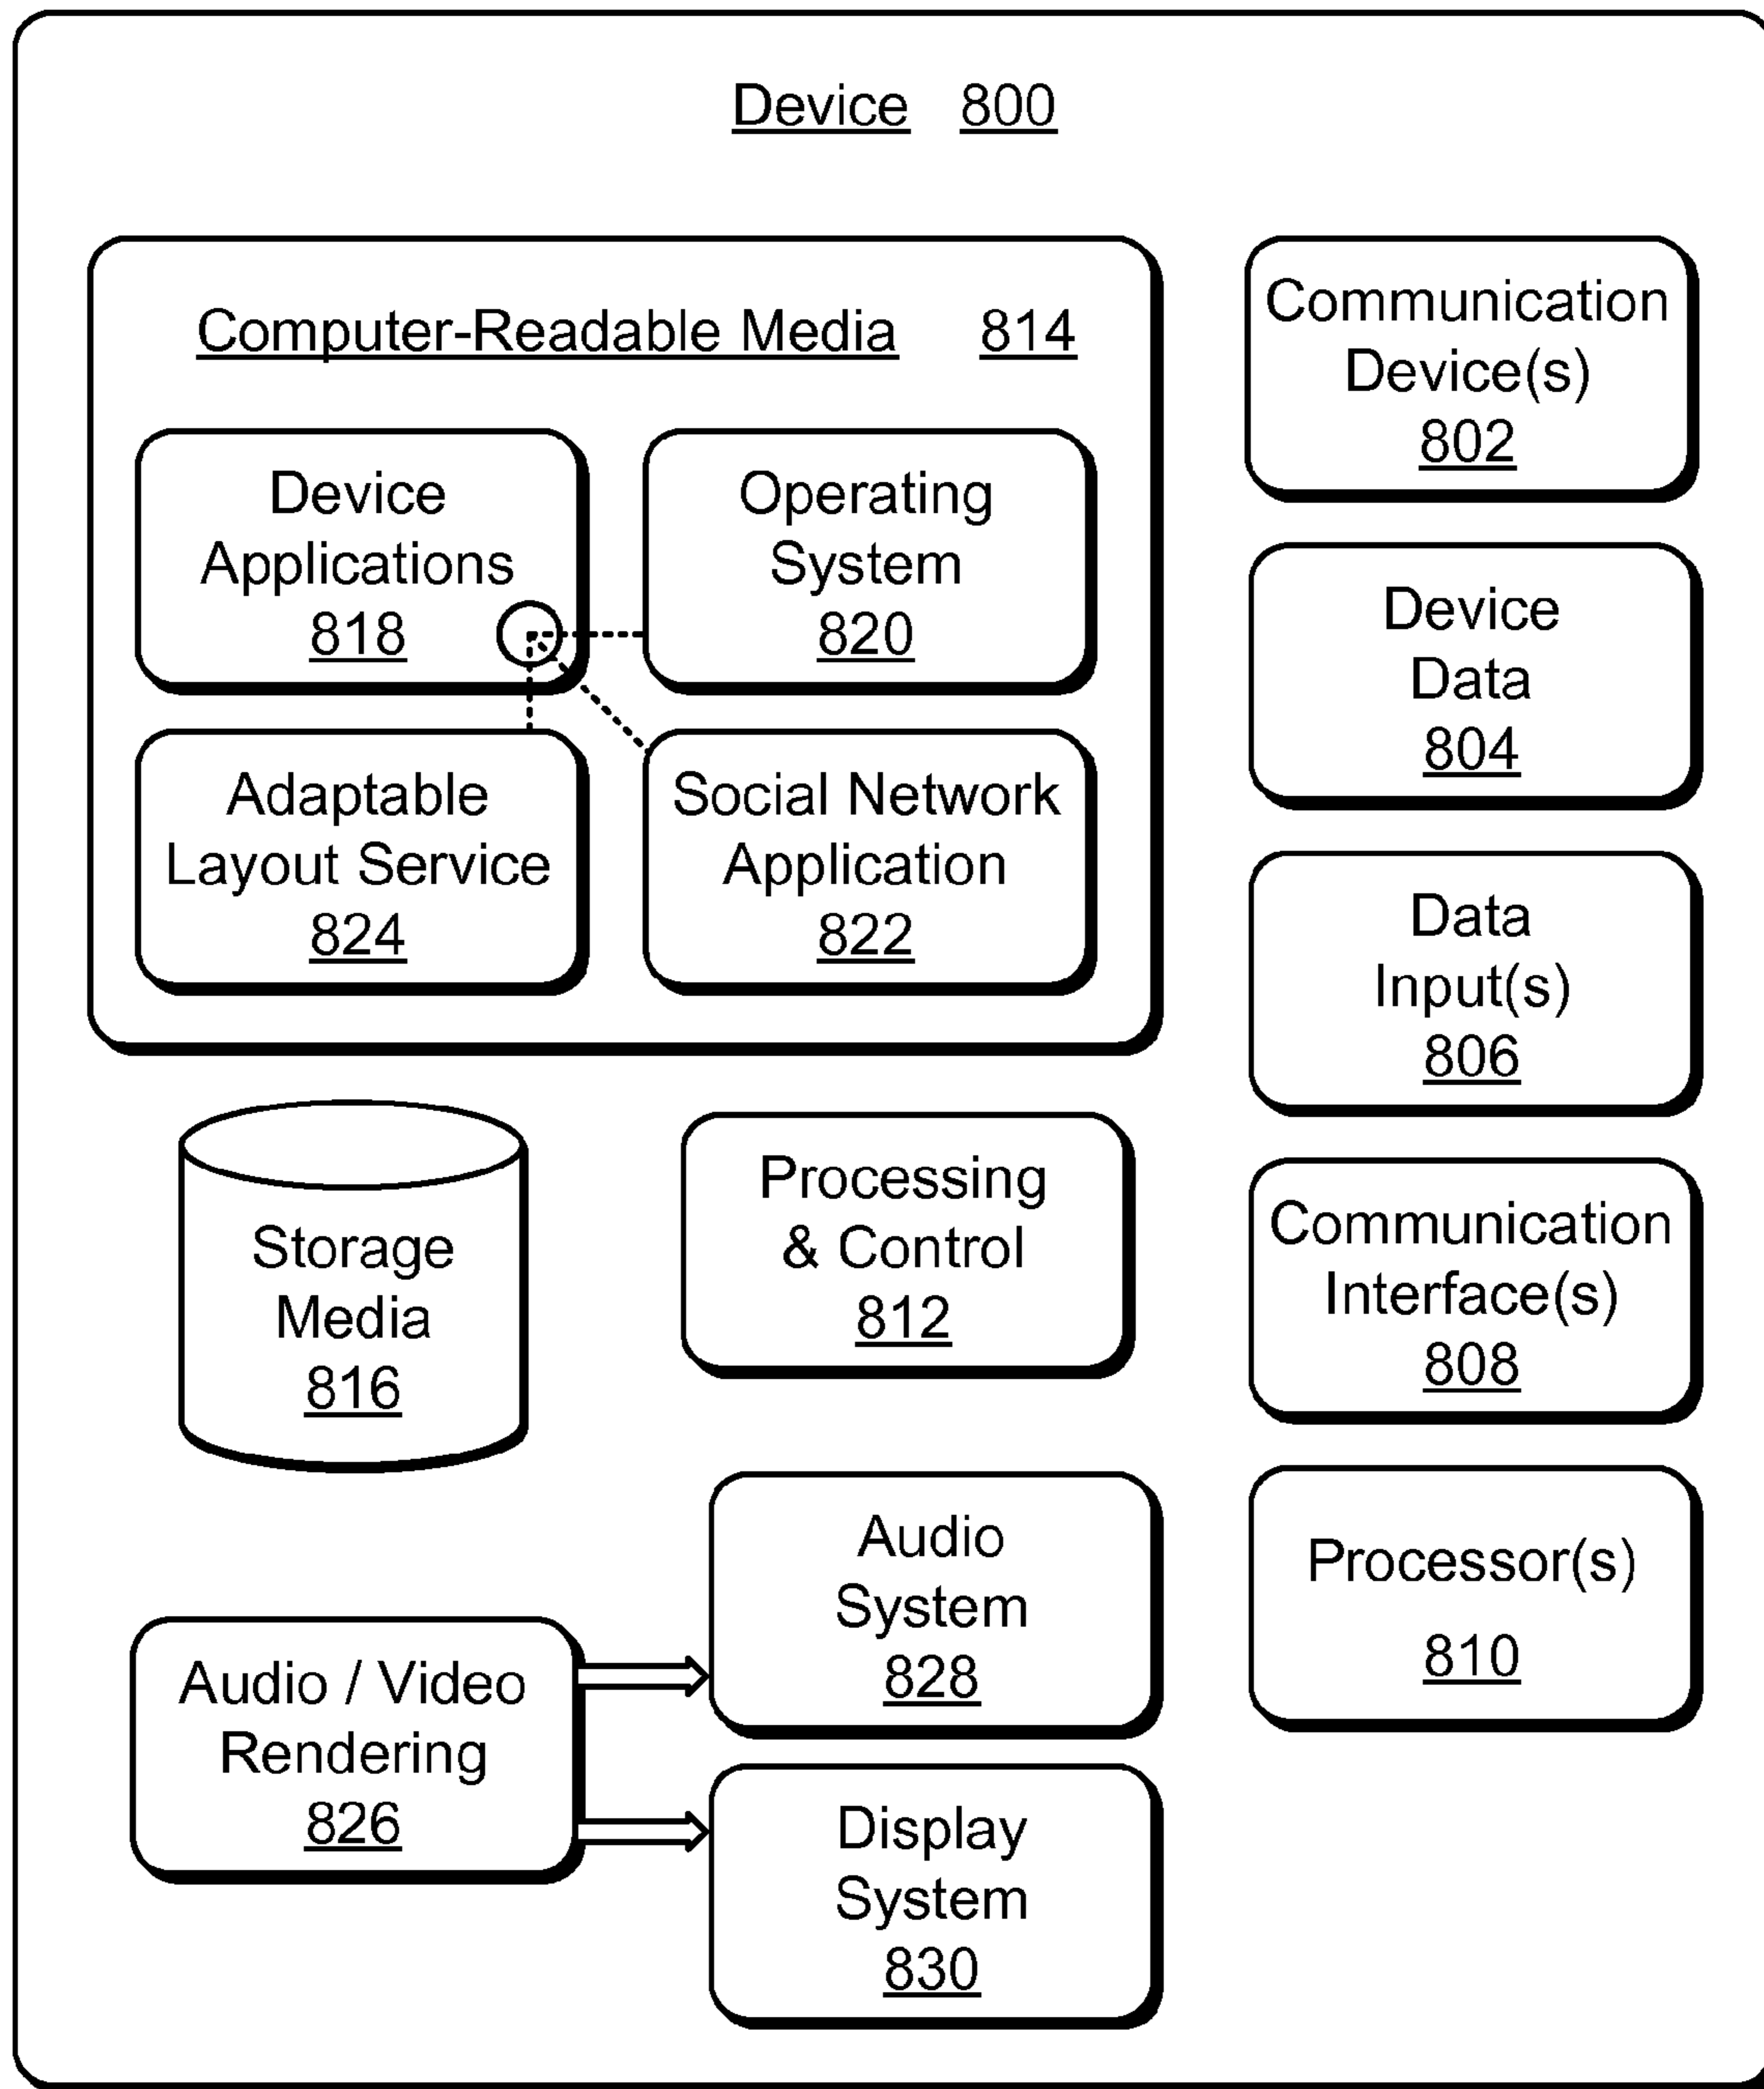 Device 800
Computer-Readable Media 814
Device
Applications
818
Operating
System
820
Adaptable
Layout Service
824
Social Network
Application
822
Storage
Media
816
Processing
& Control
812
Audio / Video
Rendering
826
Audio
System
828
Display
System
830
Communication
Device(s)
802
Device
Data
804
Data
Input(s)
806
Communication
Interface(s)
808
Processor(s)
810